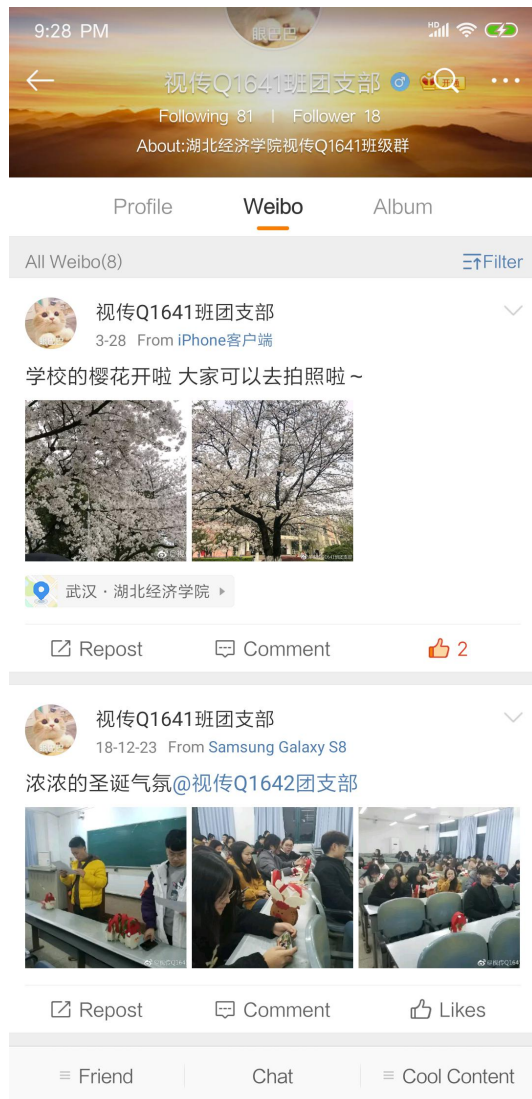 9:28 PM
HD
眼巴巴
视传Q1641班团支部
Following 81 | Follower 18
About:湖北经济学院视传Q1641班级群
Profile Weibo Album
All Weibo(8) Filter
视传Q1641班团支部
3-28 From iPhone客户端
学校的樱花开啦 大家可以去拍照啦~
武汉·湖北经济学院
Repost Comment 2
视传Q1641班团支部
18-12-23 From Samsung Galaxy S8
浓浓的圣诞气氛@视传Q1642团支部
Repost Comment Likes
Friend Chat Cool Content